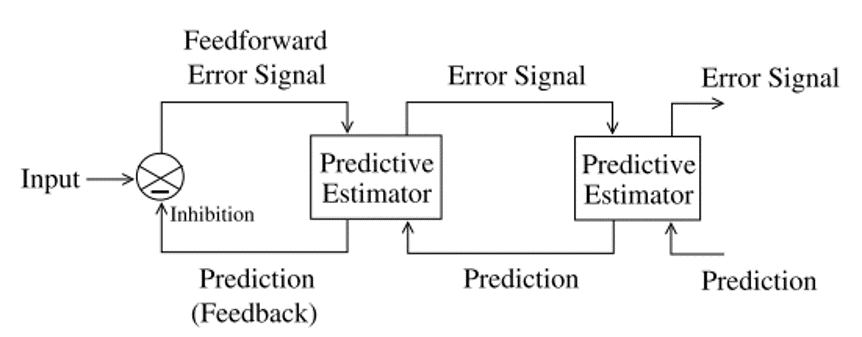 Feedforward
Error Signal
Error Signal
Error Signal
Input
Predictive
Estimator
Predictive
Estimator
Inhibition
Prediction
(Feedback)
Prediction
Prediction